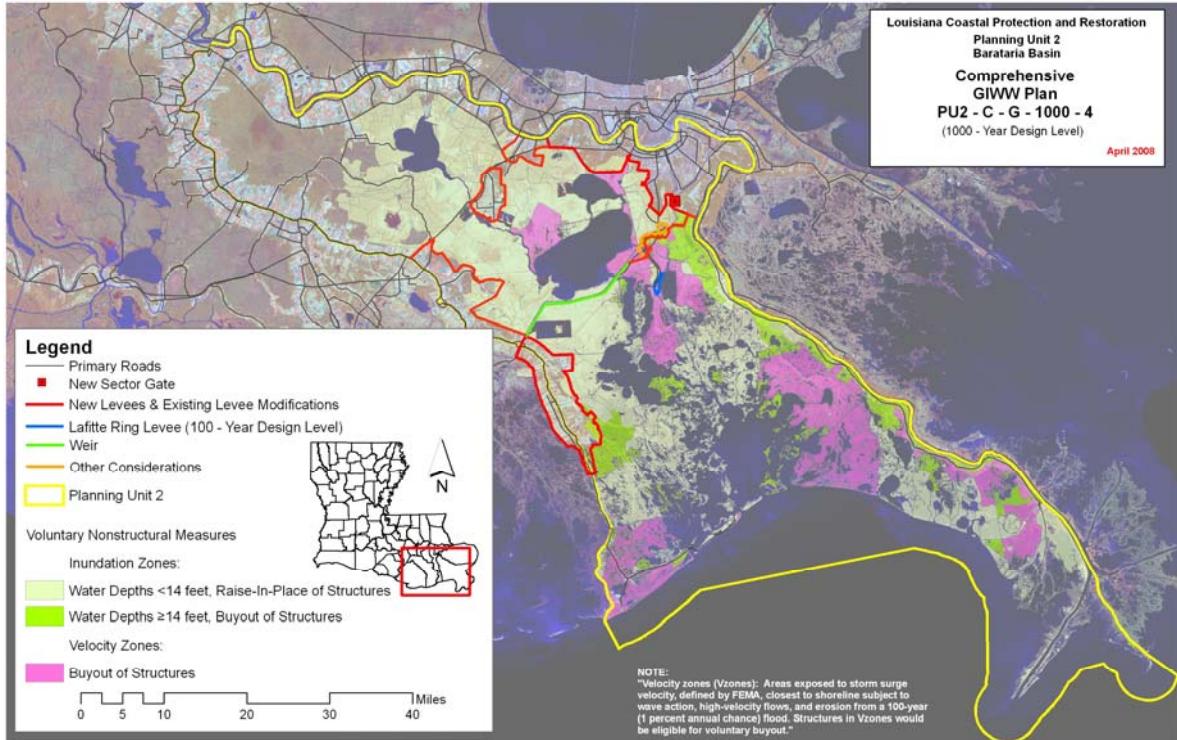 Louisiana Coastal Protection and Restoration
Planning Unit 2
Barataria Basin
Comprehensive
GIWW Plan
PU2 - C - G - 1000 - 4
(1000 - Year Design Level)
April 2008
Legend
Primary Roads
New Sector Gate
New Levees & Existing Levee Modifications
Lafitte Ring Levee (100 - Year Design Level)
Weir
Other Considerations
Planning Unit 2
N
Voluntary Nonstructural Measures
Inundation Zones:
Water Depths <14 feet, Raise-In-Place of Structures
Water Depths ≥14 feet, Buyout of Structures
Velocity Zones:
Buyout of Structures
Miles
0 5 10 20 30 40
NOTE:
"Velocity zones (Vzones): Areas exposed to storm surge
velocity, defined by FEMA, closest to shoreline subject to
wave action, high-velocity flows, and erosion from a 100-year
(1 percent annual chance) flood. Structures in Vzones would
be eligible for voluntary buyout."